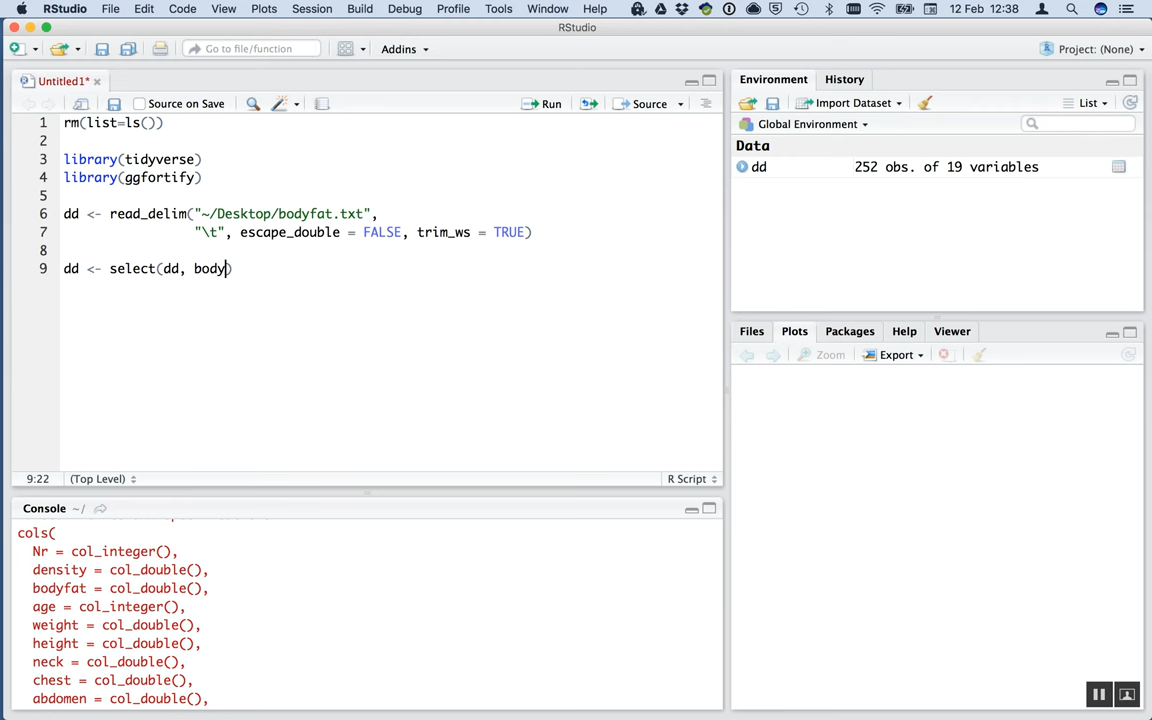 RStudio File Edit Code View Plots Session Build Debug Profile Tools Window Help 12 Feb 12:38
RStudio
Go to file/function Addins Project: (None)
Untitled1*
Source on Save Run Source
1 rm(list=ls())
2
3 library(tidyverse)
4 library(ggfortify)
5
6 dd <- read_delim("~/Desktop/bodyfat.txt",
"\t", escape_double = FALSE, trim_ws = TRUE)
8
9 dd <- select(dd, body)
9:22 (Top Level) R Script
Console ~/
cols(
Nr = col_integer(),
density = col_double(),
bodyfat = col_double(),
age = col_integer(),
weight = col_double(),
height = col_double(),
neck = col_double(),
chest = col_double(),
abdomen = col_double(),
Environment History
Import Dataset List
Global Environment
Data
dd 252 obs. of 19 variables
Files Plots Packages Help Viewer
Zoom Export